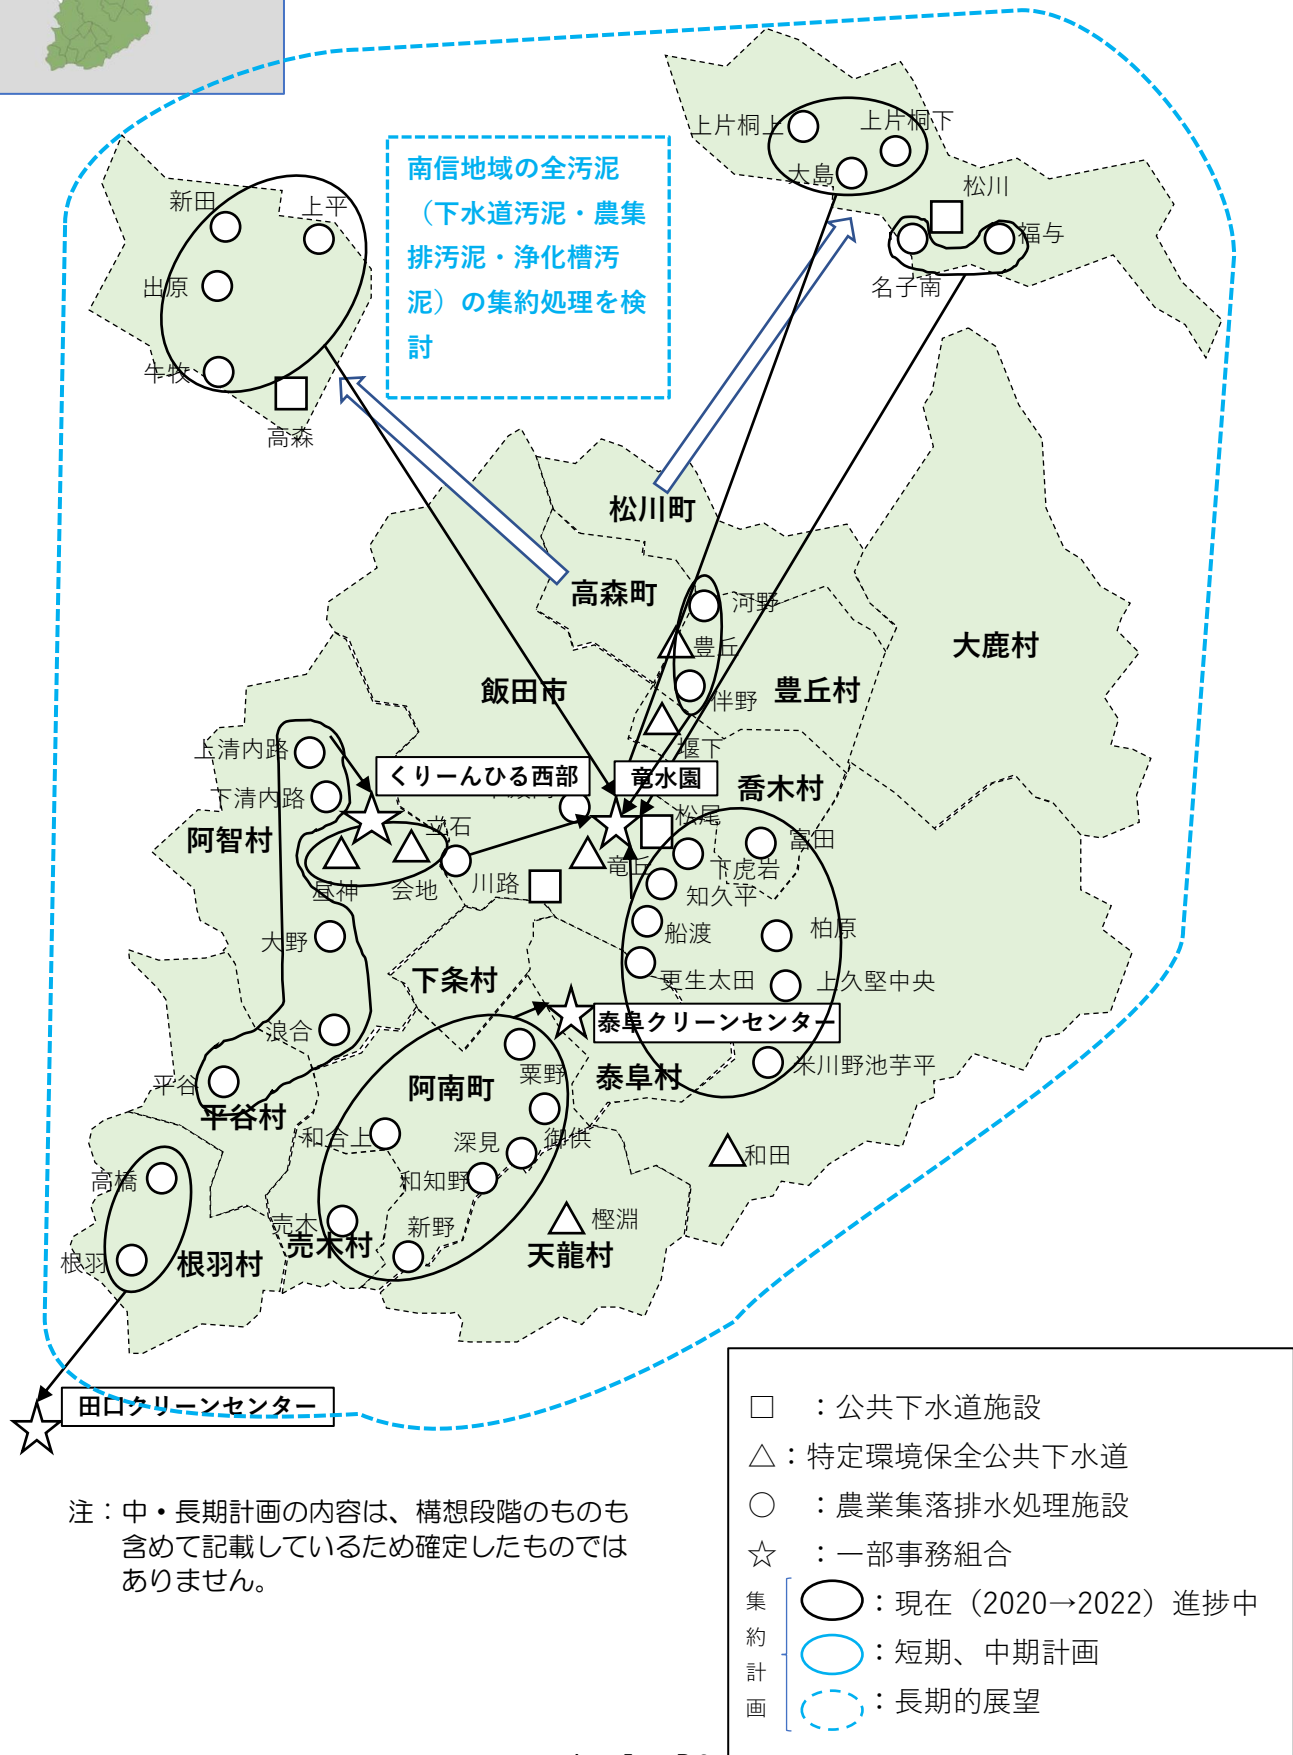 南信地域の全汚泥
（下水道汚泥・農集
排汚泥・浄化槽汚
泥）の集約処理を検
討
上片桐上
上片桐下
大島
松川
福与
名子南
新田
上平
出原
牛牧
高森
松川町
高森町
河野
豊丘
大鹿村
飯田市
豊丘村
伴野
堰下
上清内路
くりーんひる西部
竜水園
喬木村
下清内路
松尾
阿智村
立石
富田
竜丘
下虎岩
昼神
会地
川路
知久平
船渡
柏原
大野
下条村
更生太田
上久堅中央
泰阜クリーンセンター
浪合
粟野
泰阜村
米川野池芋平
平谷
阿南町
平谷村
和合上
深見
御供
和田
高橋
和知野
売木
新野
樫淵
根羽
根羽村
売木村
天龍村
田口クリーンセンター
注：中・長期計画の内容は、構想段階のものも
含めて記載しているため確定したものでは
ありません。
□　：公共下水道施設
△：特定環境保全公共下水道
○　：農業集落排水処理施設
☆　：一部事務組合
集約計画
：現在（2020→2022）進捗中
：短期、中期計画
：長期的展望